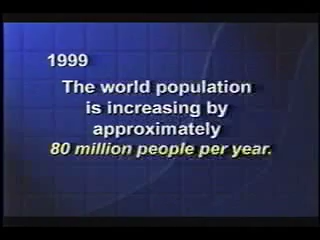 1999
The world population
is increasing by
approximately
80 million people per year.